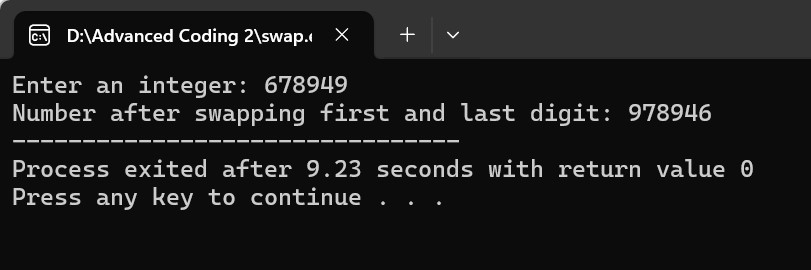 D:\Advanced Coding 2\swap.e
Enter an integer: 678949
Number after swapping first and last digit: 978946
--------------------------------
Process exited after 9.23 seconds with return value 0
Press any key to continue . . .